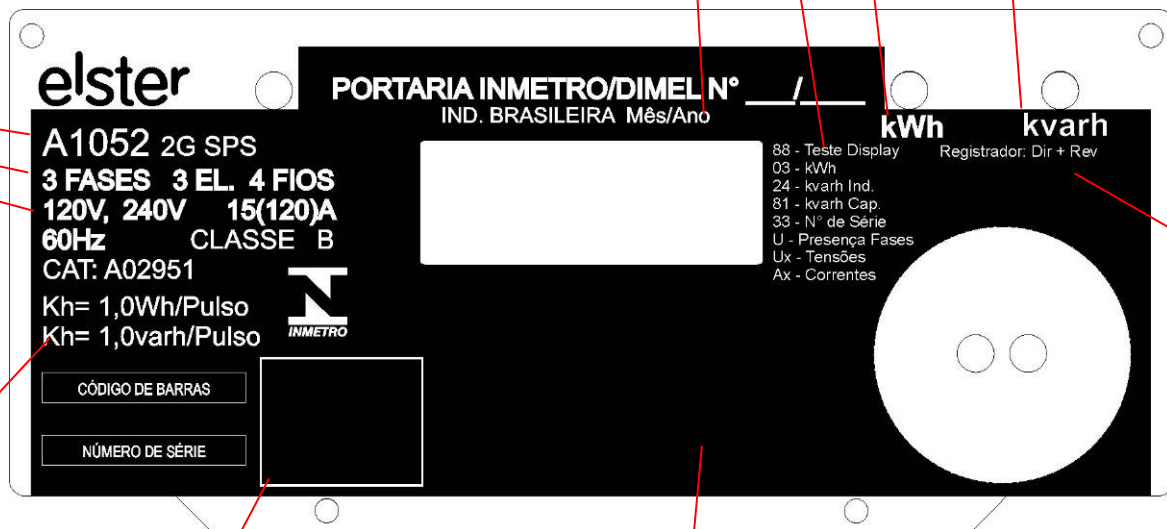 elster
PORTARIA INMETRO/DIMEL N° ___/____
IND. BRASILEIRA Mês/Ano
kWh kvarh
Registrador: Dir + Rev
A1052 2G SPS
3 FASES 3 EL. 4 FIOS
120V, 240V 15(120)A
60Hz CLASSE B
CAT: A02951
Kh= 1,0Wh/Pulso
Kh= 1,0varh/Pulso
INMETRO
88 - Teste Display
03 - kWh
24 - kvarh Ind.
81 - kvarh Cap.
33 - N° de Série
U - Presença Fases
Ux - Tensões
Ax - Correntes
CÓDIGO DE BARRAS
NÚMERO DE SÉRIE